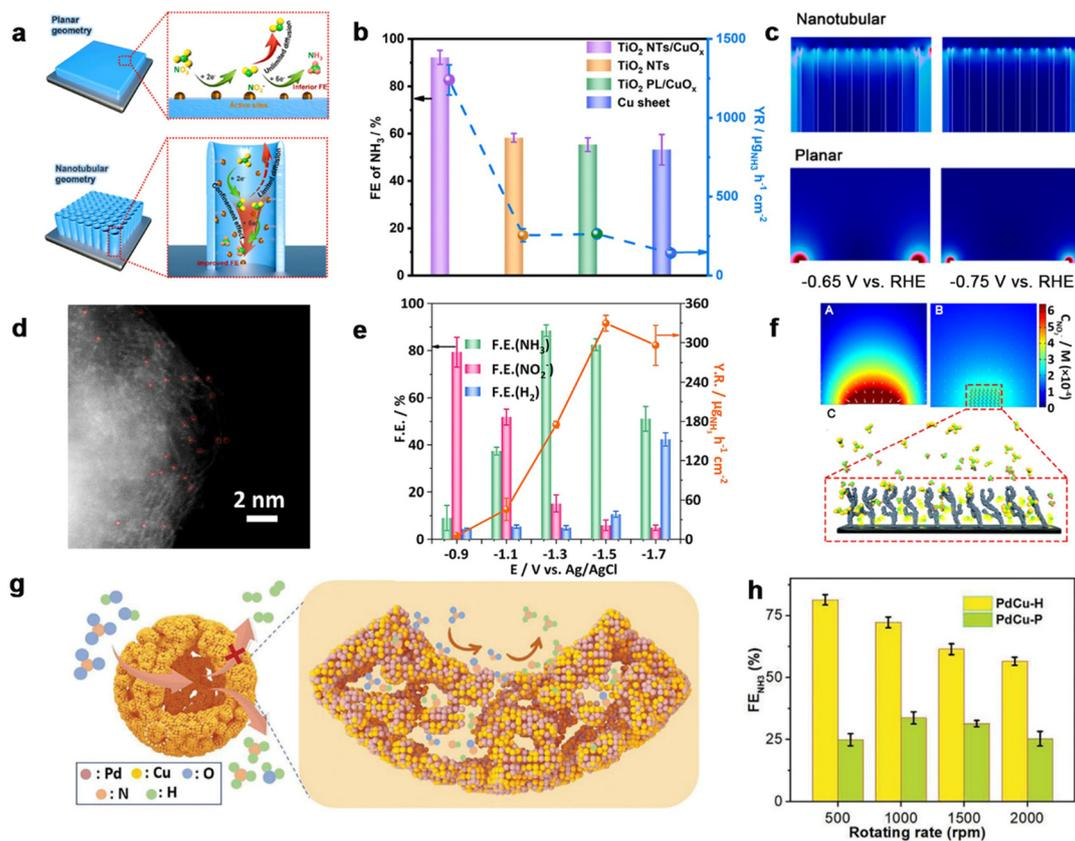 a
Planar
geometry
NO₃⁻
+ 2e⁻
NO₂⁻
+ 6e⁻
Unlimited diffusion
NH₃
Inferior FE
Active sites
Nanotubular
geometry
+ 2e⁻
Confinement effect
Limited diffusion
Improved FE
b
FE of NH₃ / %
100
80
60
40
20
0
TiO₂ NTs/CuOₓ
TiO₂ NTs
TiO₂ PL/CuOₓ
Cu sheet
1500
1000
500
0
YR / μg_NH₃ h⁻¹ cm⁻²
c
Nanotubular
Planar
-0.65 V vs. RHE
-0.75 V vs. RHE
d
2 nm
e
F.E. / %
100
80
60
40
20
0
F.E.(NH₃)
F.E.(NO₂⁻)
F.E.(H₂)
360
300
240
180
120
60
0
Y.R. / μg_NH₃ h⁻¹ cm⁻²
-0.9
-1.1
-1.3
-1.5
-1.7
E / V vs. Ag/AgCl
f
A
B
6
5
4
3
2
1
0
C
g
: Pd
: Cu
: O
: N
: H
h
FE_NH3 (%)
75
50
25
0
PdCu-H
PdCu-P
500
1000
1500
2000
Rotating rate (rpm)